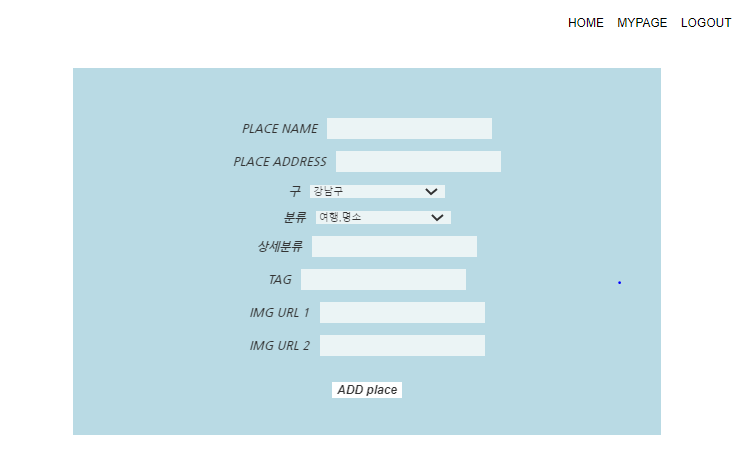 HOME MYPAGE LOGOUT
PLACE NAME
PLACE ADDRESS
구 강남구
분류 여행,명소
상세분류
TAG
IMG URL 1
IMG URL 2
ADD place